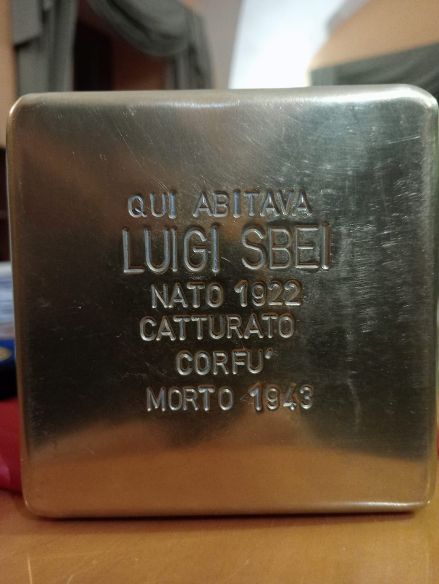 QUI ABITAVA
LUIGI SBEI
NATO 1922
CATTURATO
CORFU'
MORTO 1943